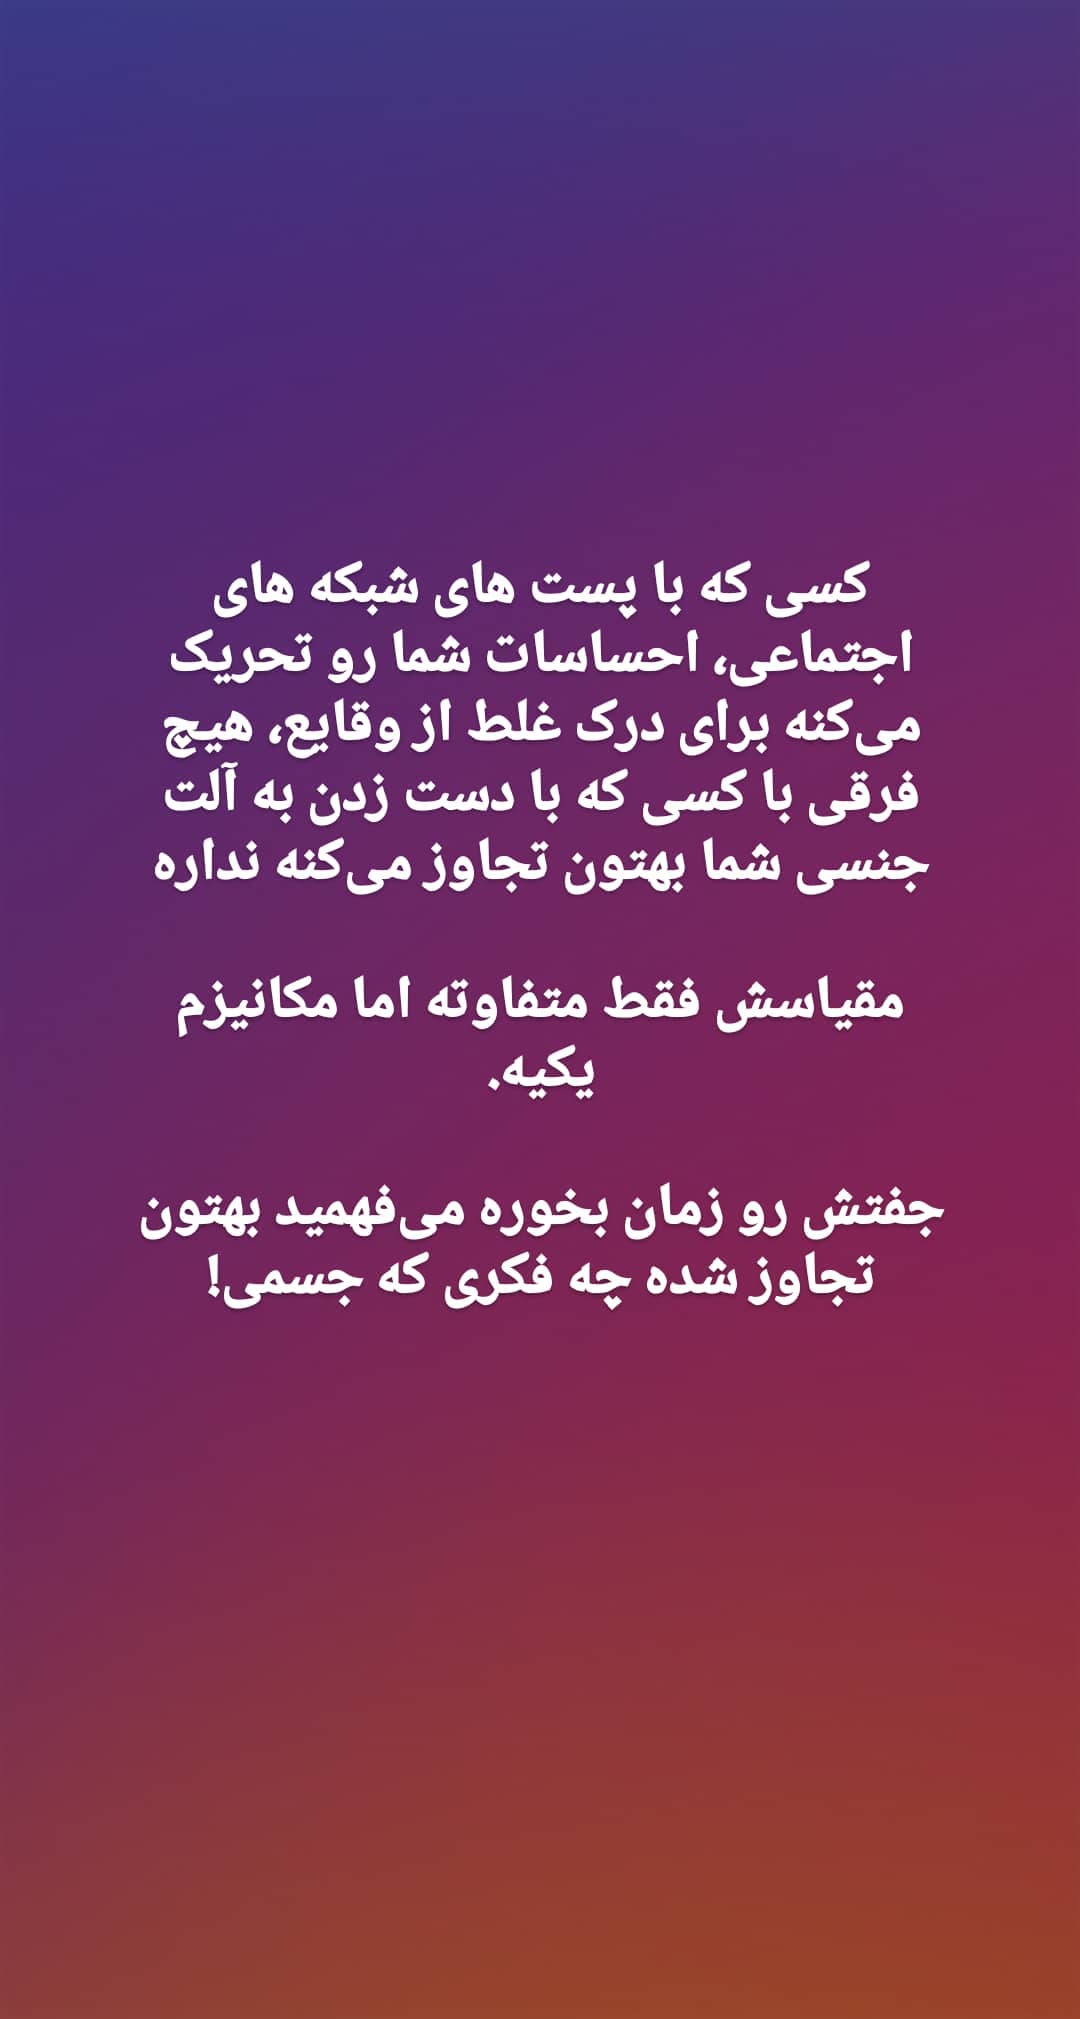 کسی که با پست های شبکه های
اجتماعی، احساسات شما رو تحریک
می‌کنه برای درک غلط از وقایع، هیچ
فرقی با کسی که با دست زدن به آلت
جنسی شما بهتون تجاوز می‌کنه نداره
مقیاسش فقط متفاوته اما مکانیزم
یکیه.
جفتش رو زمان بخوره می‌فهمید بهتون
تجاوز شده چه فکری که جسمی!